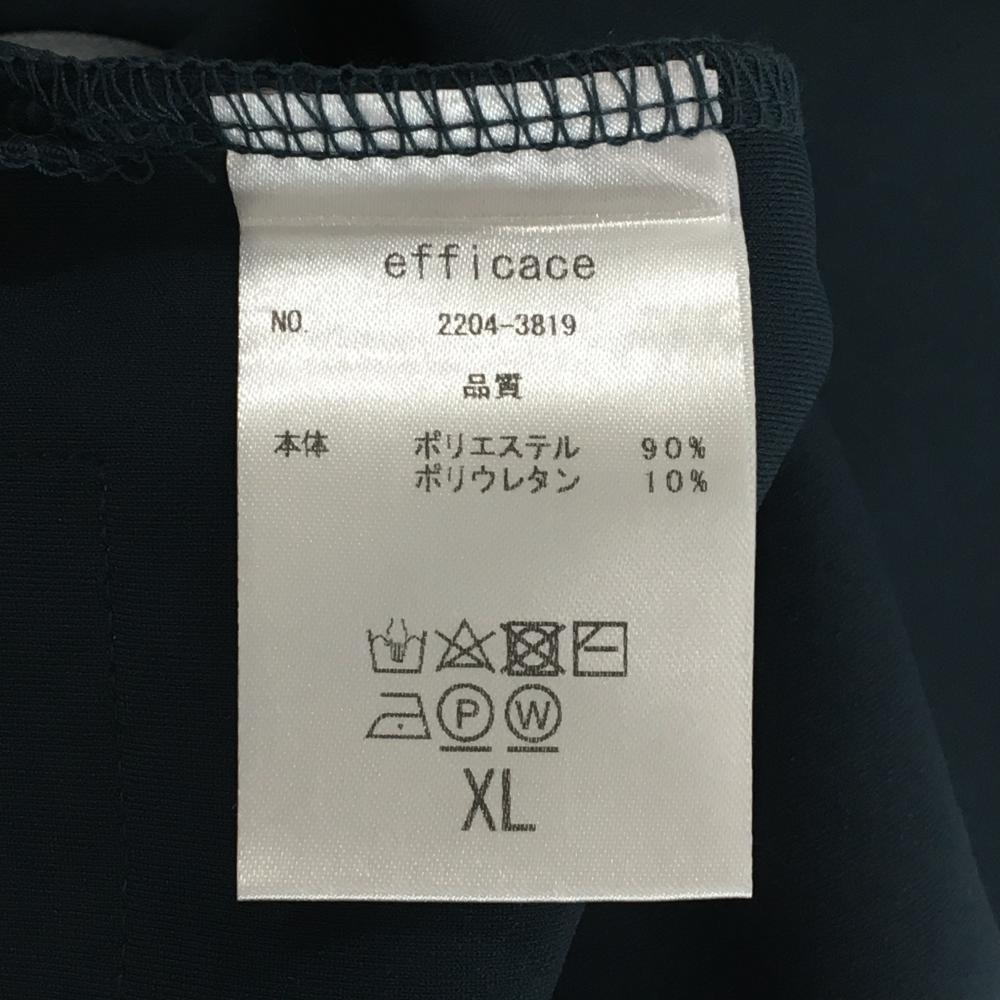 efficace
NO. 2204-3819
品質
本体 ポリエステル 90%
ポリウレタン 10%
P W
XL